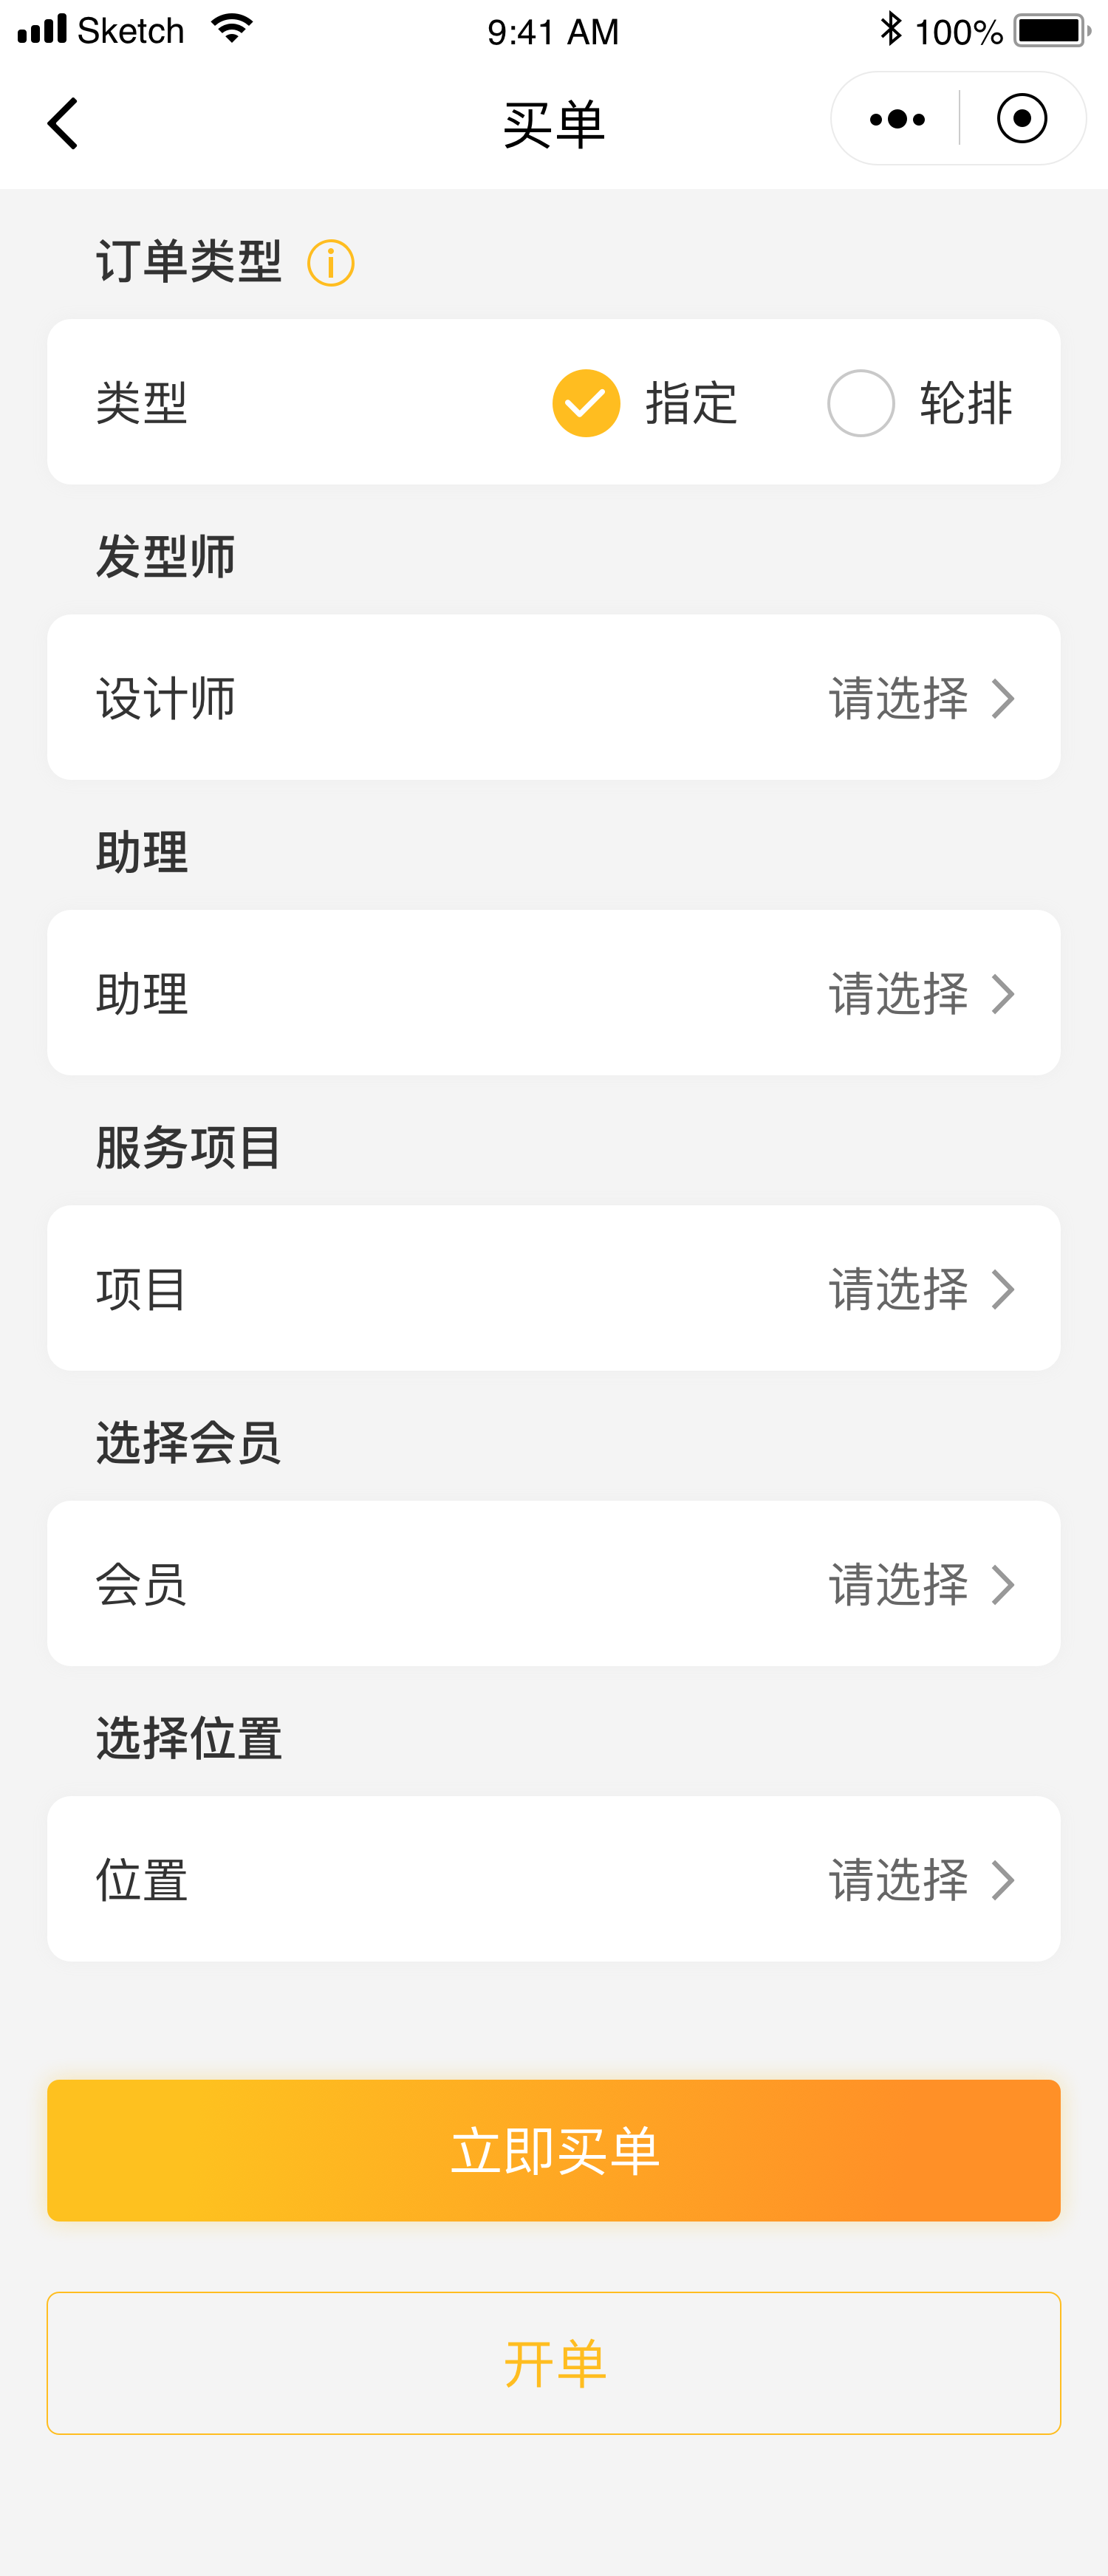 Sketch 9:41 AM 100%
买单
订单类型
类型 指定 轮排
发型师
设计师 请选择
助理
助理 请选择
服务项目
项目 请选择
选择会员
会员 请选择
选择位置
位置 请选择
立即买单
开单